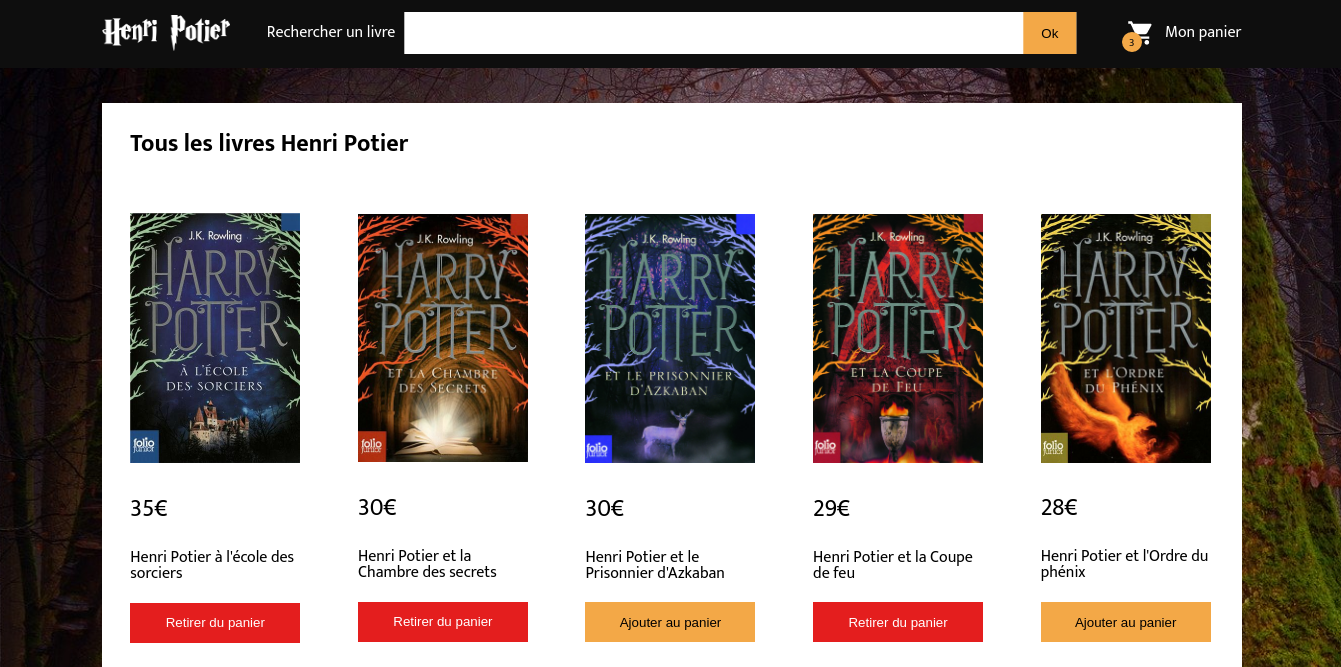 Henri Potier
Rechercher un livre
Ok
3
Mon panier
Tous les livres Henri Potier
J.K. Rowling
HARRY
POTTER
À L'ÉCOLE
DES SORCIERS
folio
JUNIOR
J.K. Rowling
HARRY
POTTER
ET LA CHAMBRE
DES SECRETS
folio
JUNIOR
J.K. Rowling
HARRY
POTTER
ET LE PRISONNIER
D'AZKABAN
folio
JUNIOR
J.K. Rowling
HARRY
POTTER
ET LA COUPE
DE FEU
folio
JUNIOR
J.K. Rowling
HARRY
POTTER
ET L'ORDRE
DU PHÉNIX
folio
JUNIOR
35€
30€
30€
29€
28€
Henri Potier à l'école des
sorciers
Henri Potier et la
Chambre des secrets
Henri Potier et le
Prisonnier d'Azkaban
Henri Potier et la Coupe
de feu
Henri Potier et l'Ordre du
phénix
Retirer du panier
Retirer du panier
Ajouter au panier
Retirer du panier
Ajouter au panier